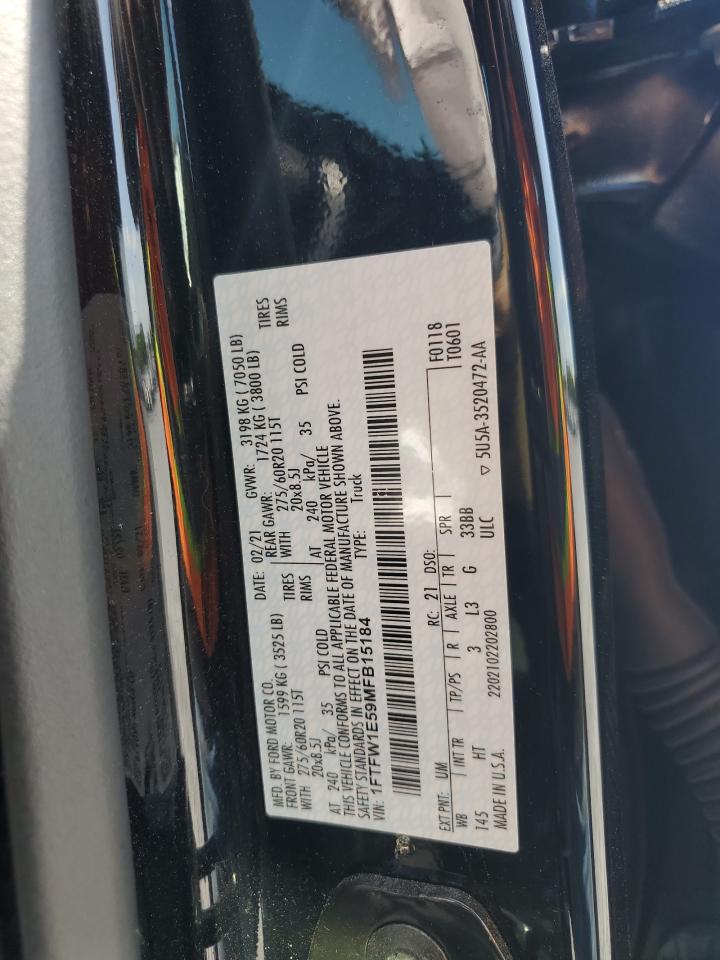 MFD. BY FORD MOTOR CO.
DATE: 02/21 GVWR: 3198 KG ( 7050 LB)
FRONT GAWR: 1599 KG ( 3525 LB) REAR GAWR: 1724 KG ( 3800 LB)
WITH 275/60R20 115T TIRES WITH 275/60R20 115T TIRES
20x8.5J RIMS 20x8.5J RIMS
AT 240 kPa/ 35 PSI COLD AT 240 kPa/ 35 PSI COLD
THIS VEHICLE CONFORMS TO ALL APPLICABLE FEDERAL MOTOR VEHICLE
SAFETY STANDARDS IN EFFECT ON THE DATE OF MANUFACTURE SHOWN ABOVE.
VIN: 1FTFW1E59MFB15184 TYPE: Truck
EXT PNT: UM RC: 21 DSO: F0118
WB INT TR TP/PS R AXLE TR SPR T0601
145 HT 3 L3 G 33BB
MADE IN U.S.A. 2202102202800 ULC ▽ 5U5A-3520472-AA